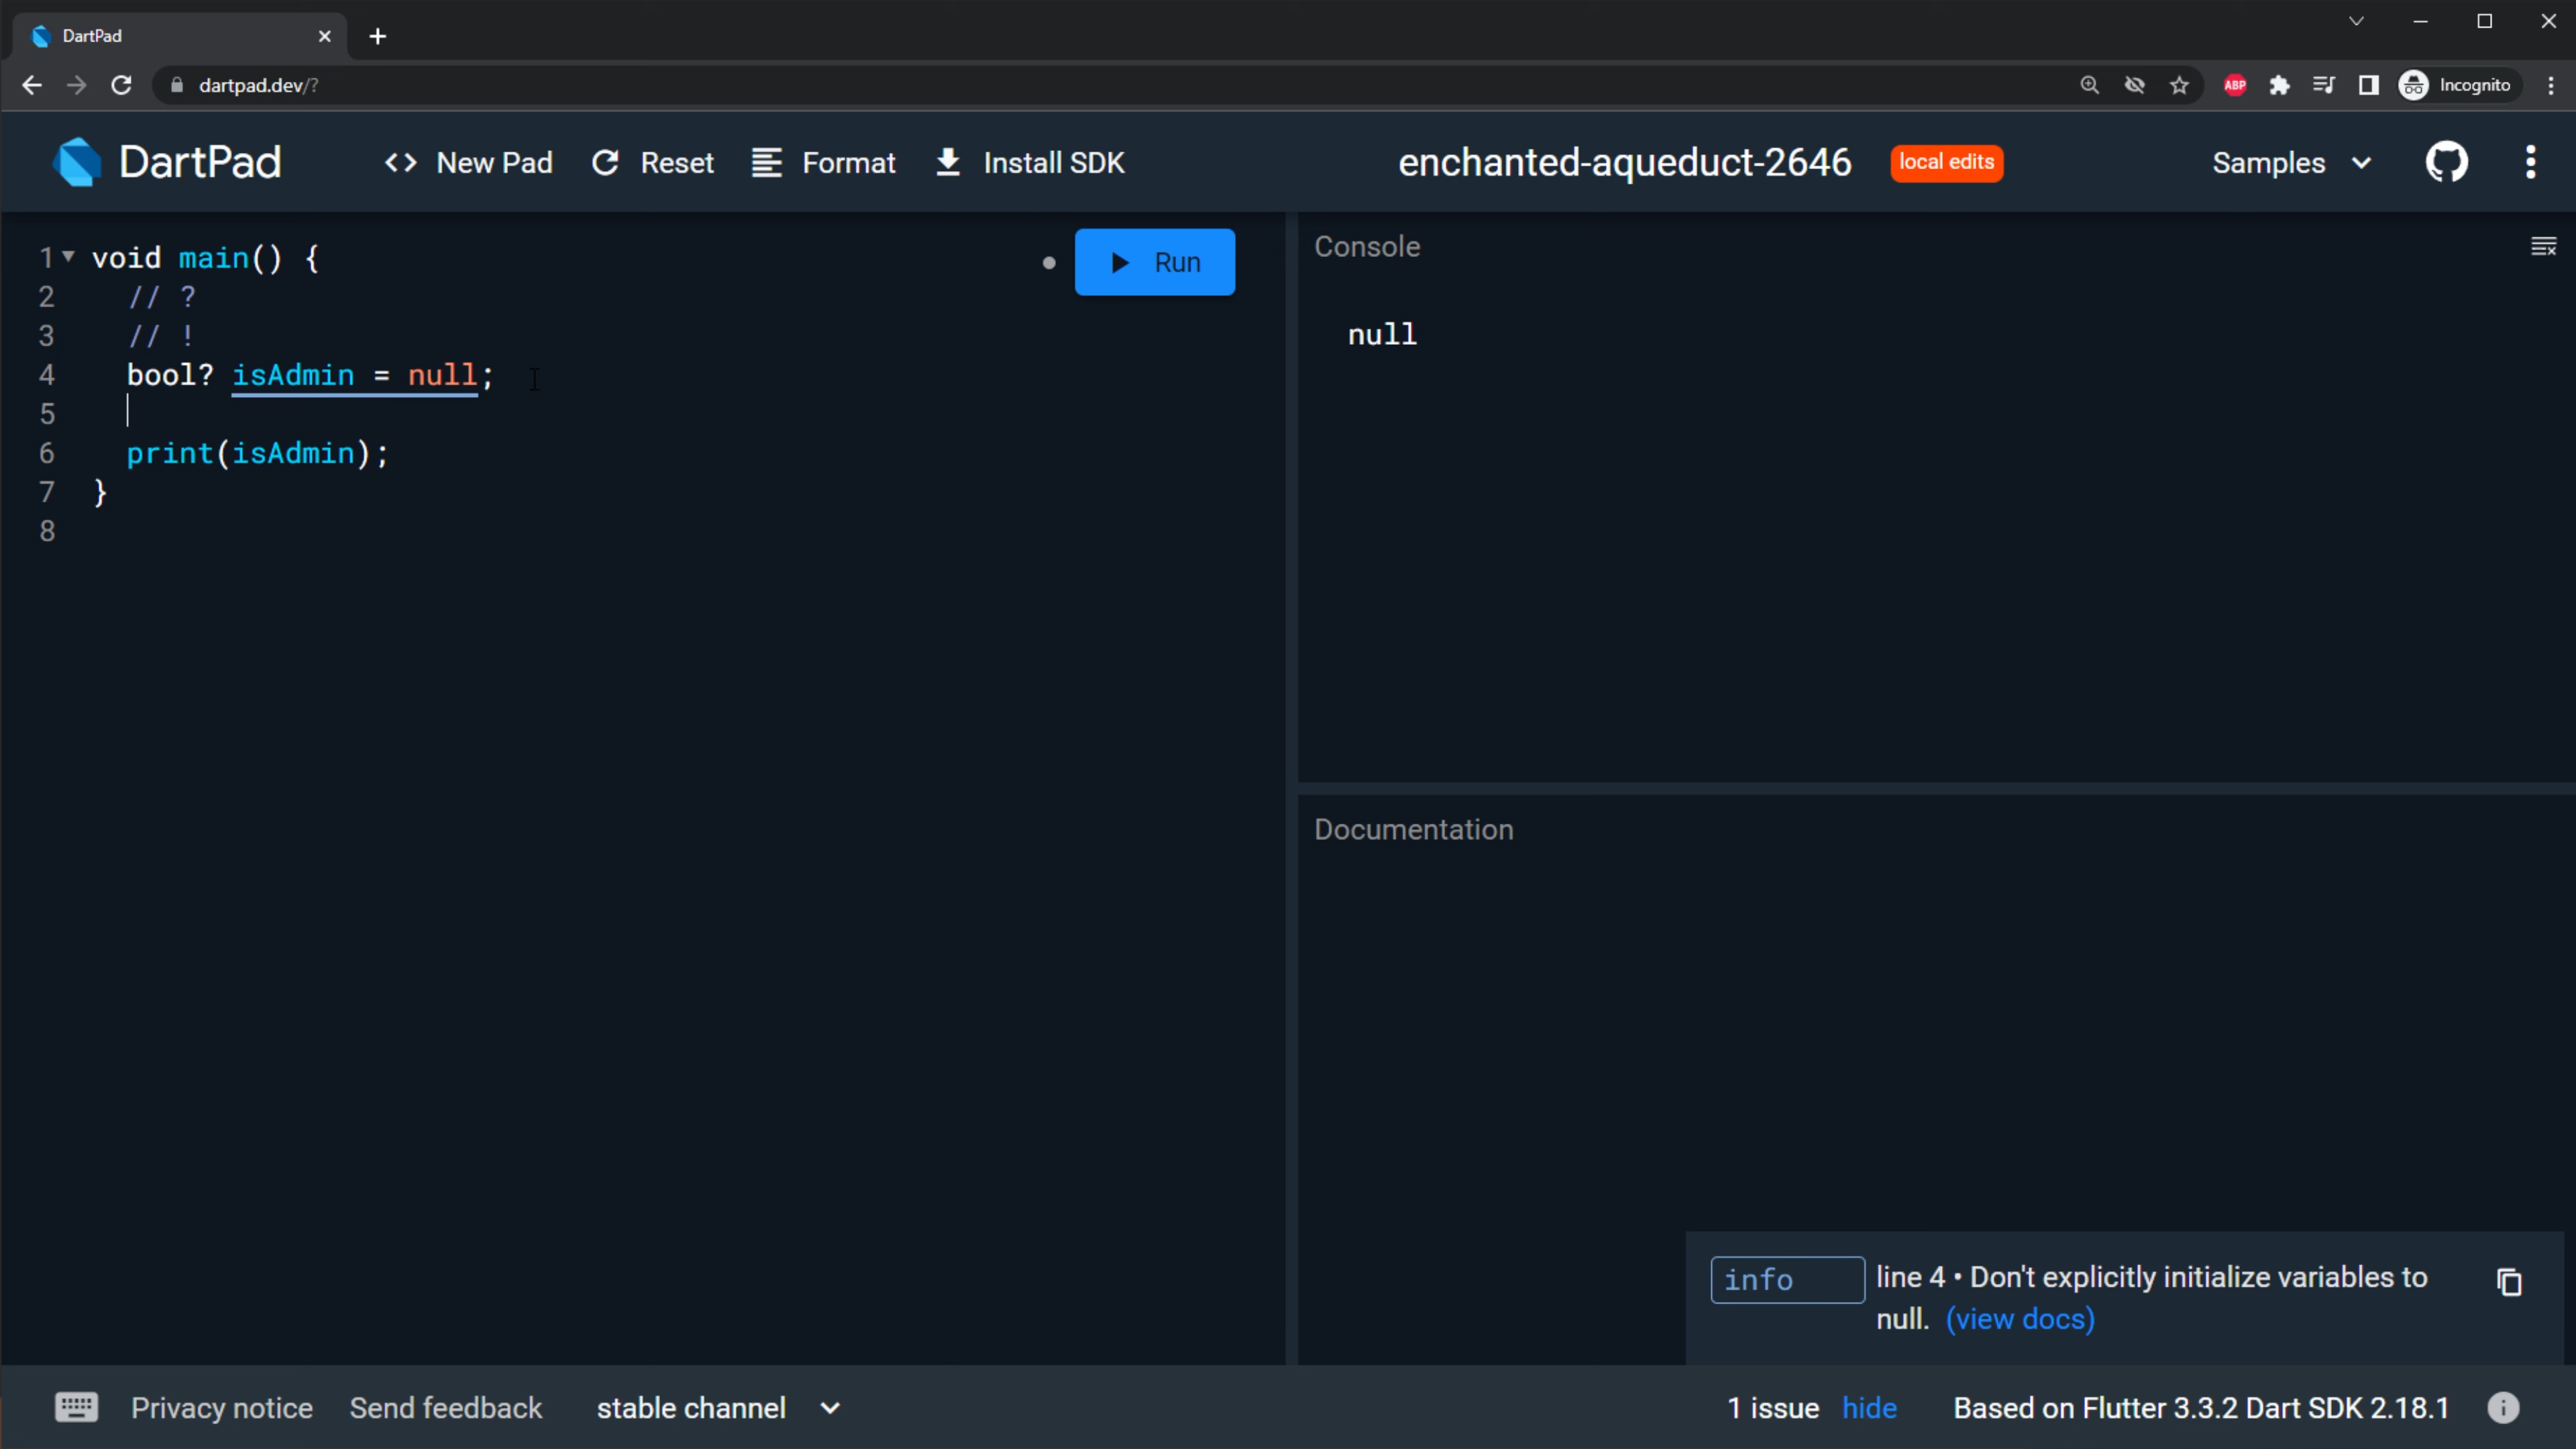 DartPad
dartpad.dev/?
ABP
Incognito
DartPad
<> New Pad
Reset
Format
Install SDK
enchanted-aqueduct-2646
local edits
Samples
1 void main() {
2 // ?
3 // !
4 bool? isAdmin = null;
5
6 print(isAdmin);
7 }
8
Run
Console
null
Documentation
info
line 4 • Don't explicitly initialize variables to
null. (view docs)
Privacy notice
Send feedback
stable channel
1 issue hide
Based on Flutter 3.3.2 Dart SDK 2.18.1